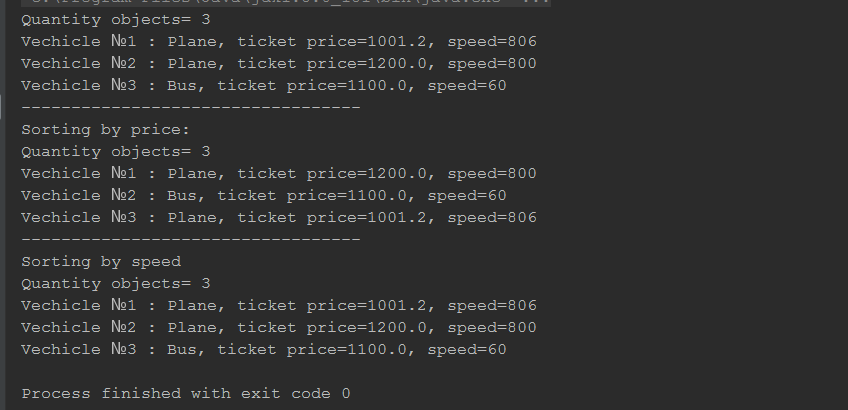 Quantity objects= 3
Vechicle №1 : Plane, ticket price=1001.2, speed=806
Vechicle №2 : Plane, ticket price=1200.0, speed=800
Vechicle №3 : Bus, ticket price=1100.0, speed=60
----------------------------------
Sorting by price:
Quantity objects= 3
Vechicle №1 : Plane, ticket price=1200.0, speed=800
Vechicle №2 : Bus, ticket price=1100.0, speed=60
Vechicle №3 : Plane, ticket price=1001.2, speed=806
----------------------------------
Sorting by speed
Quantity objects= 3
Vechicle №1 : Plane, ticket price=1001.2, speed=806
Vechicle №2 : Plane, ticket price=1200.0, speed=800
Vechicle №3 : Bus, ticket price=1100.0, speed=60
Process finished with exit code 0